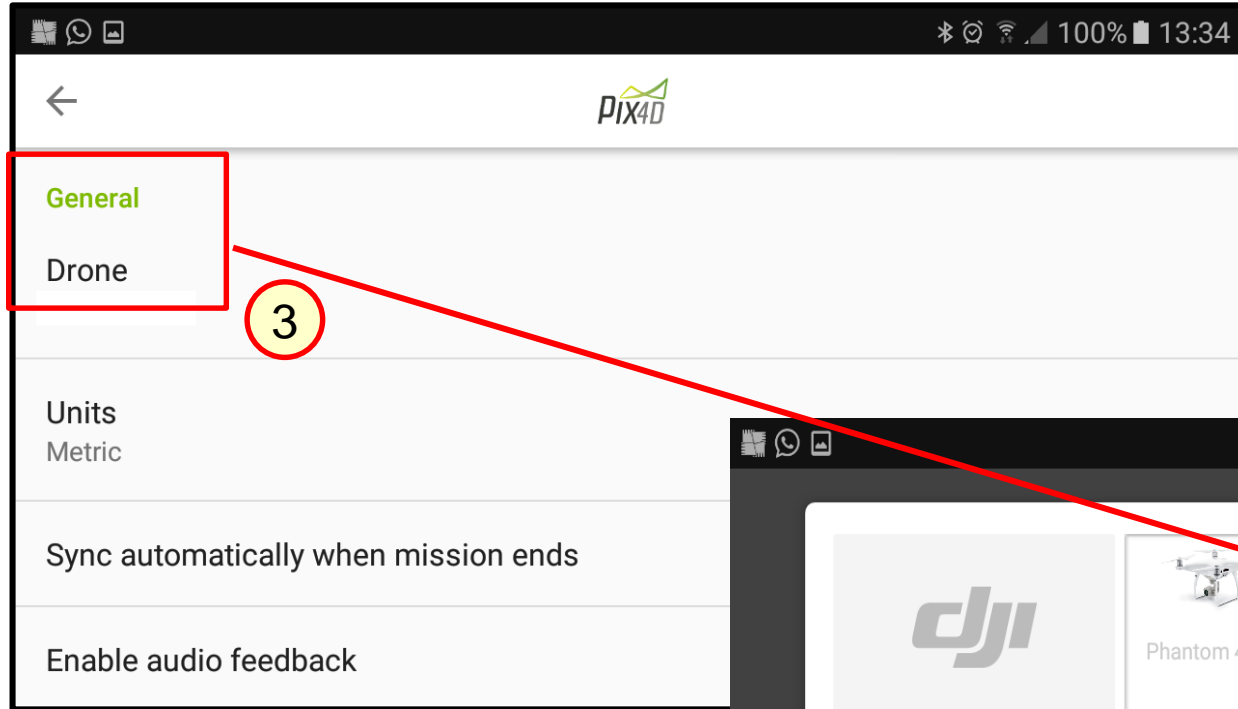 100% 13:34
PIX4D
General
Drone
3
Units
Metric
Sync automatically when mission ends
dji
Phantom 4
Enable audio feedback